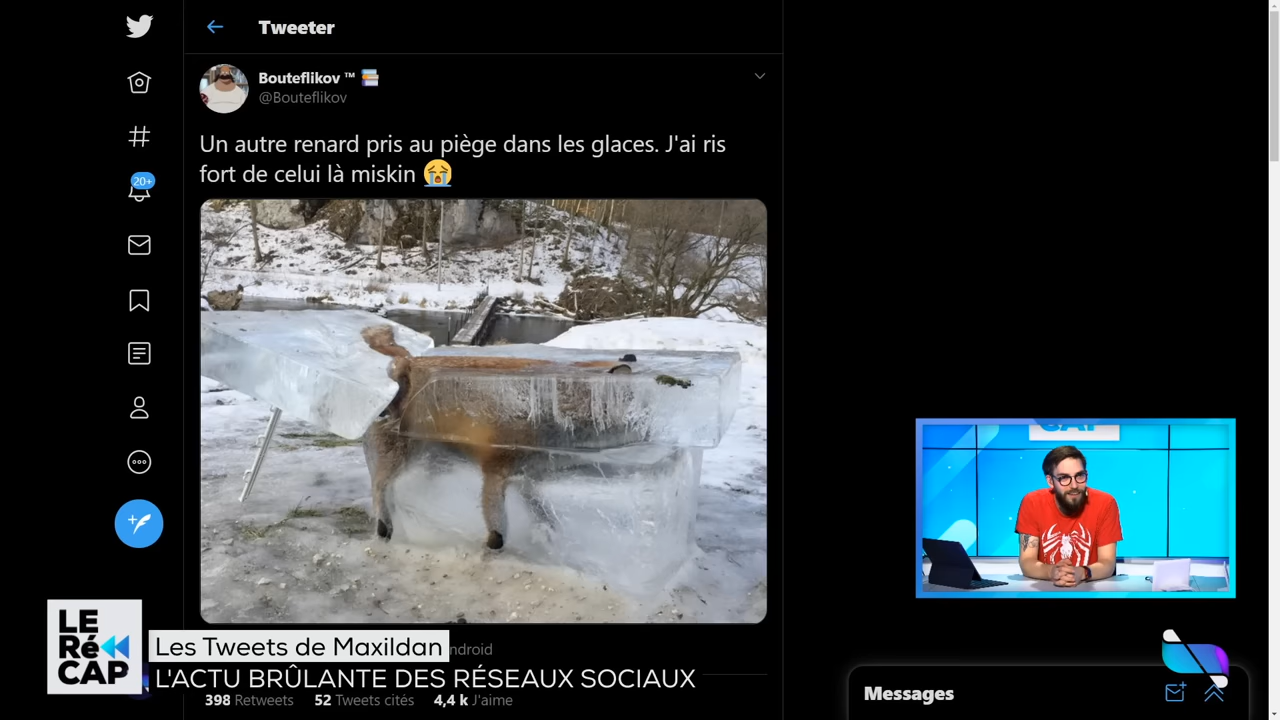 Tweeter
Bouteflikov ™
@Bouteflikov
20+
Un autre renard pris au piège dans les glaces. J'ai ris
fort de celui là miskin
CAP
LE
Ré
CAP
Les Tweets de Maxildan
ndroid
L'ACTU BRÛLANTE DES RÉSEAUX SOCIAUX
398 Retweets 52 Tweets cités 4,4 k J'aime
Messages